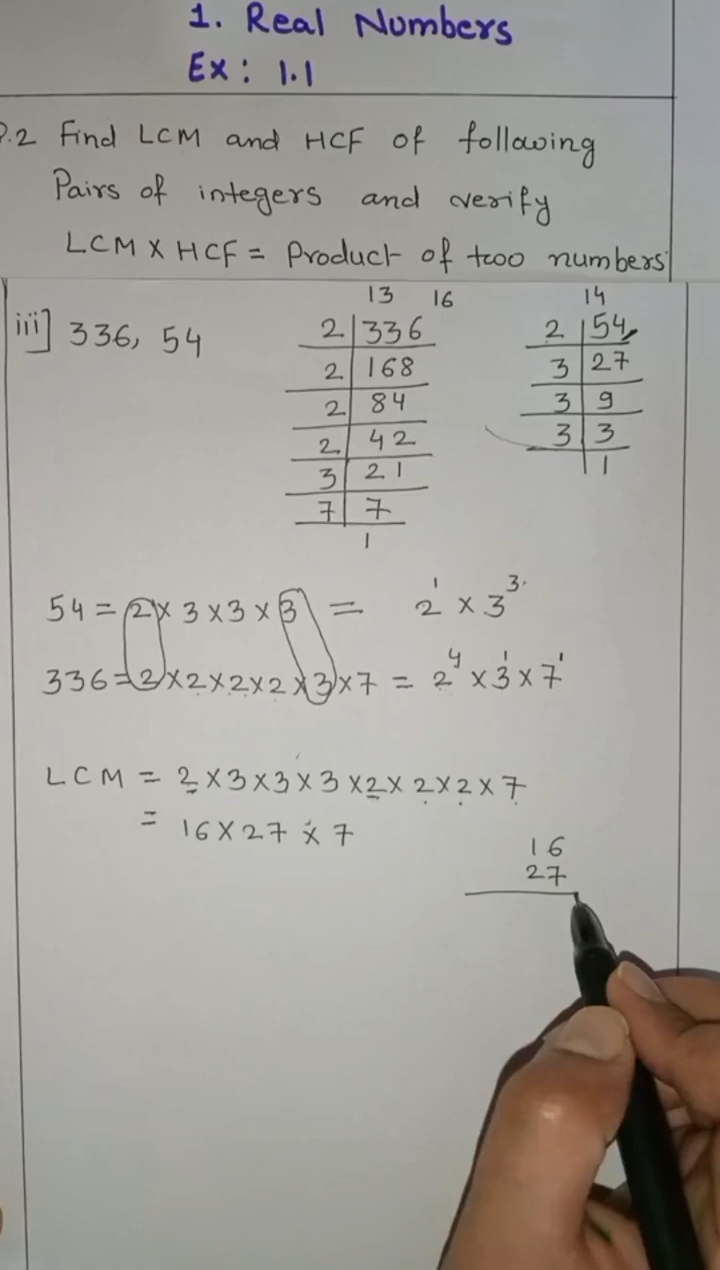 1. Real Numbers
Ex : 1.1
.2 Find LCM and HCF of following
Pairs of integers and verify
LCM X HCF = Product of two numbers
iii] 336, 54
13 16
2 | 336
2 | 168
2 | 84
2 | 42
3 | 21
7 | 7
1
14
2 | 54
3 | 27
3 | 9
3 | 3
1
54 = 2 × 3 × 3 × 3 = 2¹ × 3³
336 = 2 × 2 × 2 × 2 × 3 × 7 = 2⁴ × 3¹ × 7¹
LCM = 2 × 3 × 3 × 3 × 2 × 2 × 2 × 7
= 16 × 27 × 7
16
27